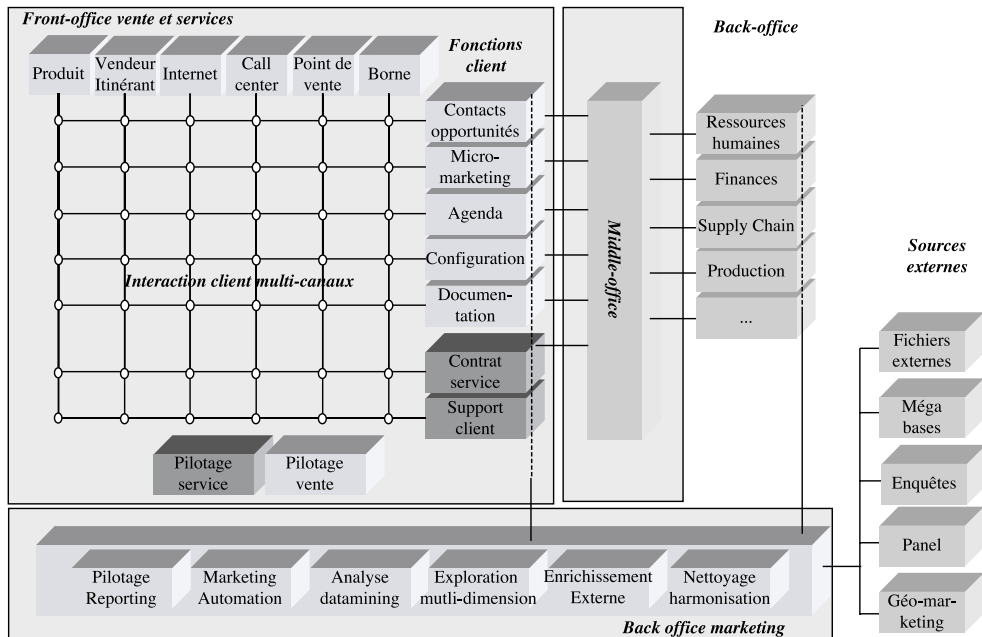 Front-office vente et services
Produit
Vendeur
Itinérant
Internet
Call
center
Point de
vente
Borne
Fonctions
client
Contacts
opportunités
Micro-
marketing
Agenda
Configuration
Documen-
tation
Contrat
service
Support
client
Interaction client multi-canaux
Pilotage
service
Pilotage
vente
Middle-office
Back-office
Ressources
humaines
Finances
Supply Chain
Production
...
Sources
externes
Fichiers
externes
Méga
bases
Enquêtes
Panel
Géo-mar-
keting
Pilotage
Reporting
Marketing
Automation
Analyse
datamining
Exploration
mutli-dimension
Enrichissement
Externe
Nettoyage
harmonisation
Back office marketing